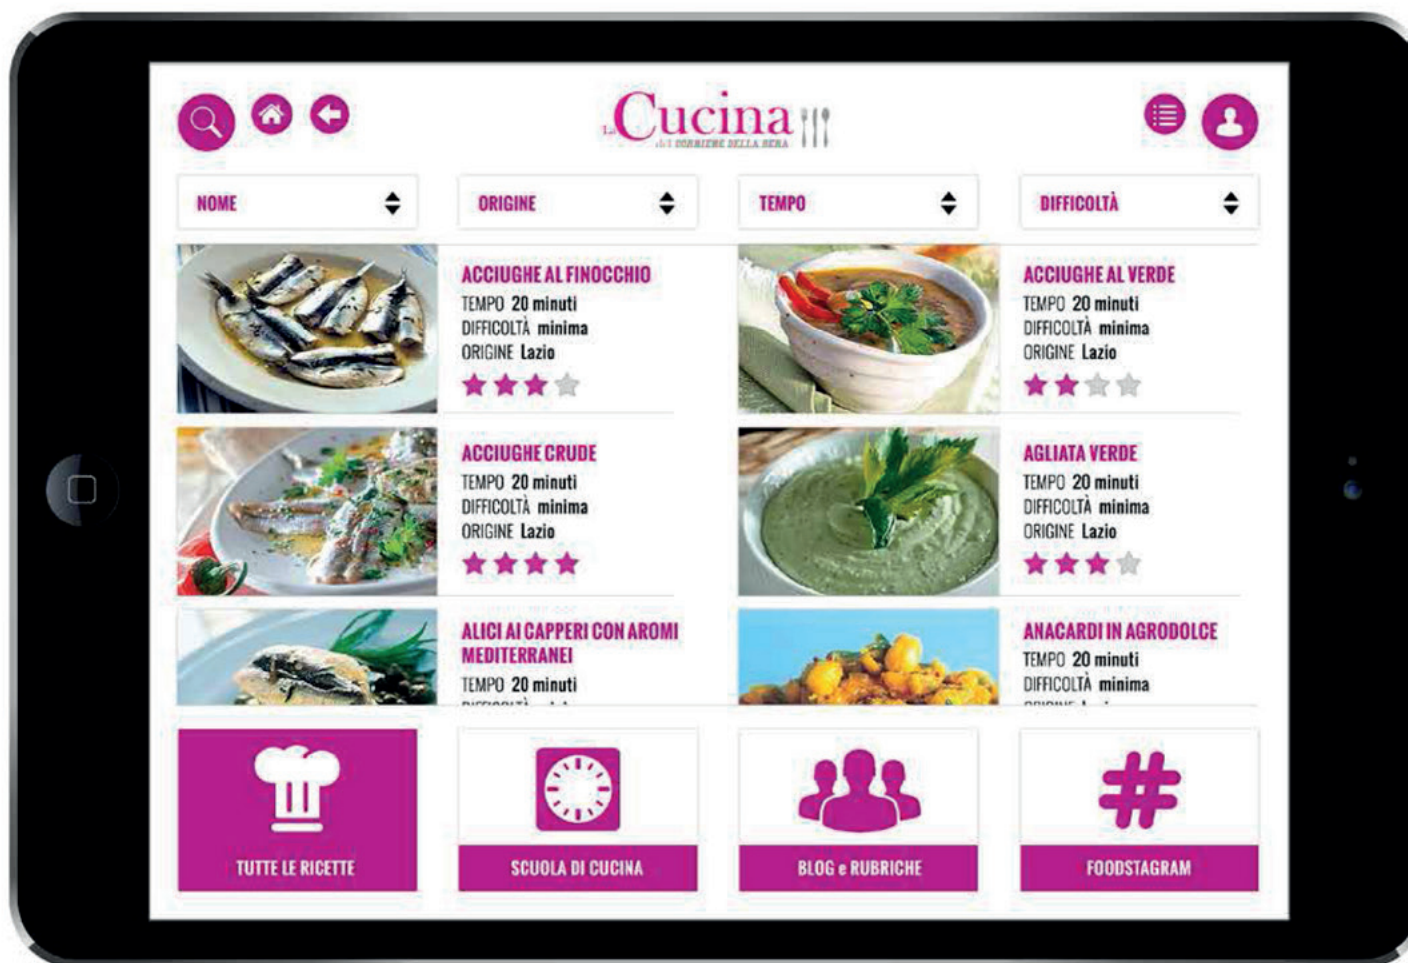 La Cucina
del CORRIERE DELLA SERA
NOME
ORIGINE
TEMPO
DIFFICOLTÀ
ACCIUGHE AL FINOCCHIO
TEMPO 20 minuti
DIFFICOLTÀ minima
ORIGINE Lazio
ACCIUGHE AL VERDE
TEMPO 20 minuti
DIFFICOLTÀ minima
ORIGINE Lazio
ACCIUGHE CRUDE
TEMPO 20 minuti
DIFFICOLTÀ minima
ORIGINE Lazio
AGLIATA VERDE
TEMPO 20 minuti
DIFFICOLTÀ minima
ORIGINE Lazio
ALICI AI CAPPERI CON AROMI
MEDITERRANEI
TEMPO 20 minuti
ANACARDI IN AGRODOLCE
TEMPO 20 minuti
DIFFICOLTÀ minima
TUTTE LE RICETTE
SCUOLA DI CUCINA
BLOG e RUBRICHE
FOODSTAGRAM